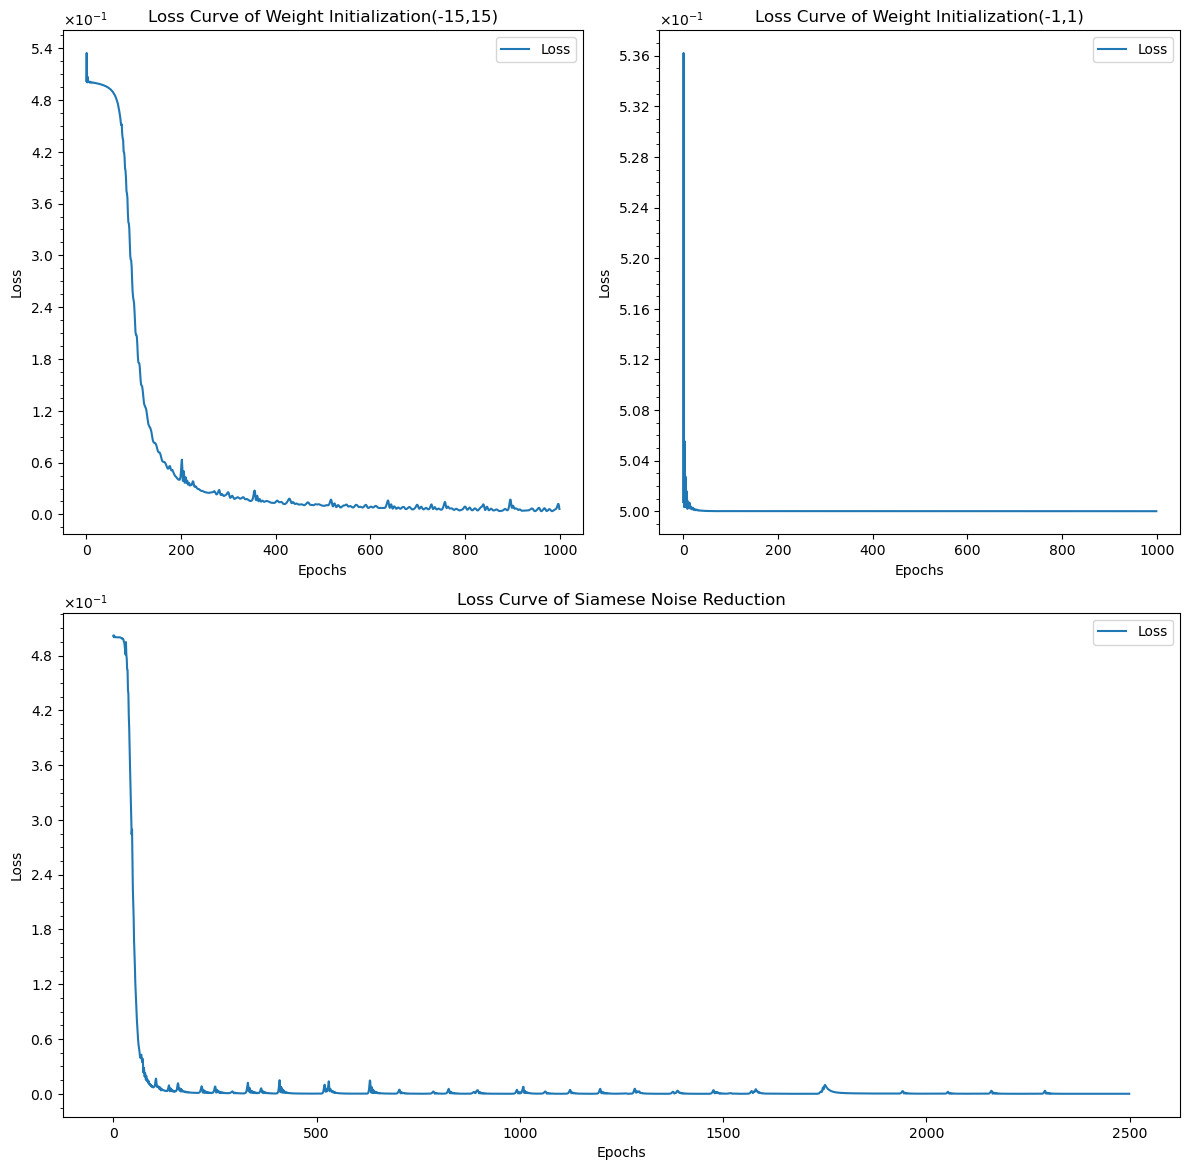 Loss Curve of Weight Initialization(-15,15)
×10⁻¹
Loss
5.4
4.8
4.2
3.6
3.0
2.4
1.8
1.2
0.6
0.0
Loss
0 200 400 600 800 1000
Epochs
Loss Curve of Weight Initialization(-1,1)
×10⁻¹
Loss
5.36
5.32
5.28
5.24
5.20
5.16
5.12
5.08
5.04
5.00
Loss
0 200 400 600 800 1000
Epochs
Loss Curve of Siamese Noise Reduction
×10⁻¹
Loss
4.8
4.2
3.6
3.0
2.4
1.8
1.2
0.6
0.0
Loss
0 500 1000 1500 2000 2500
Epochs